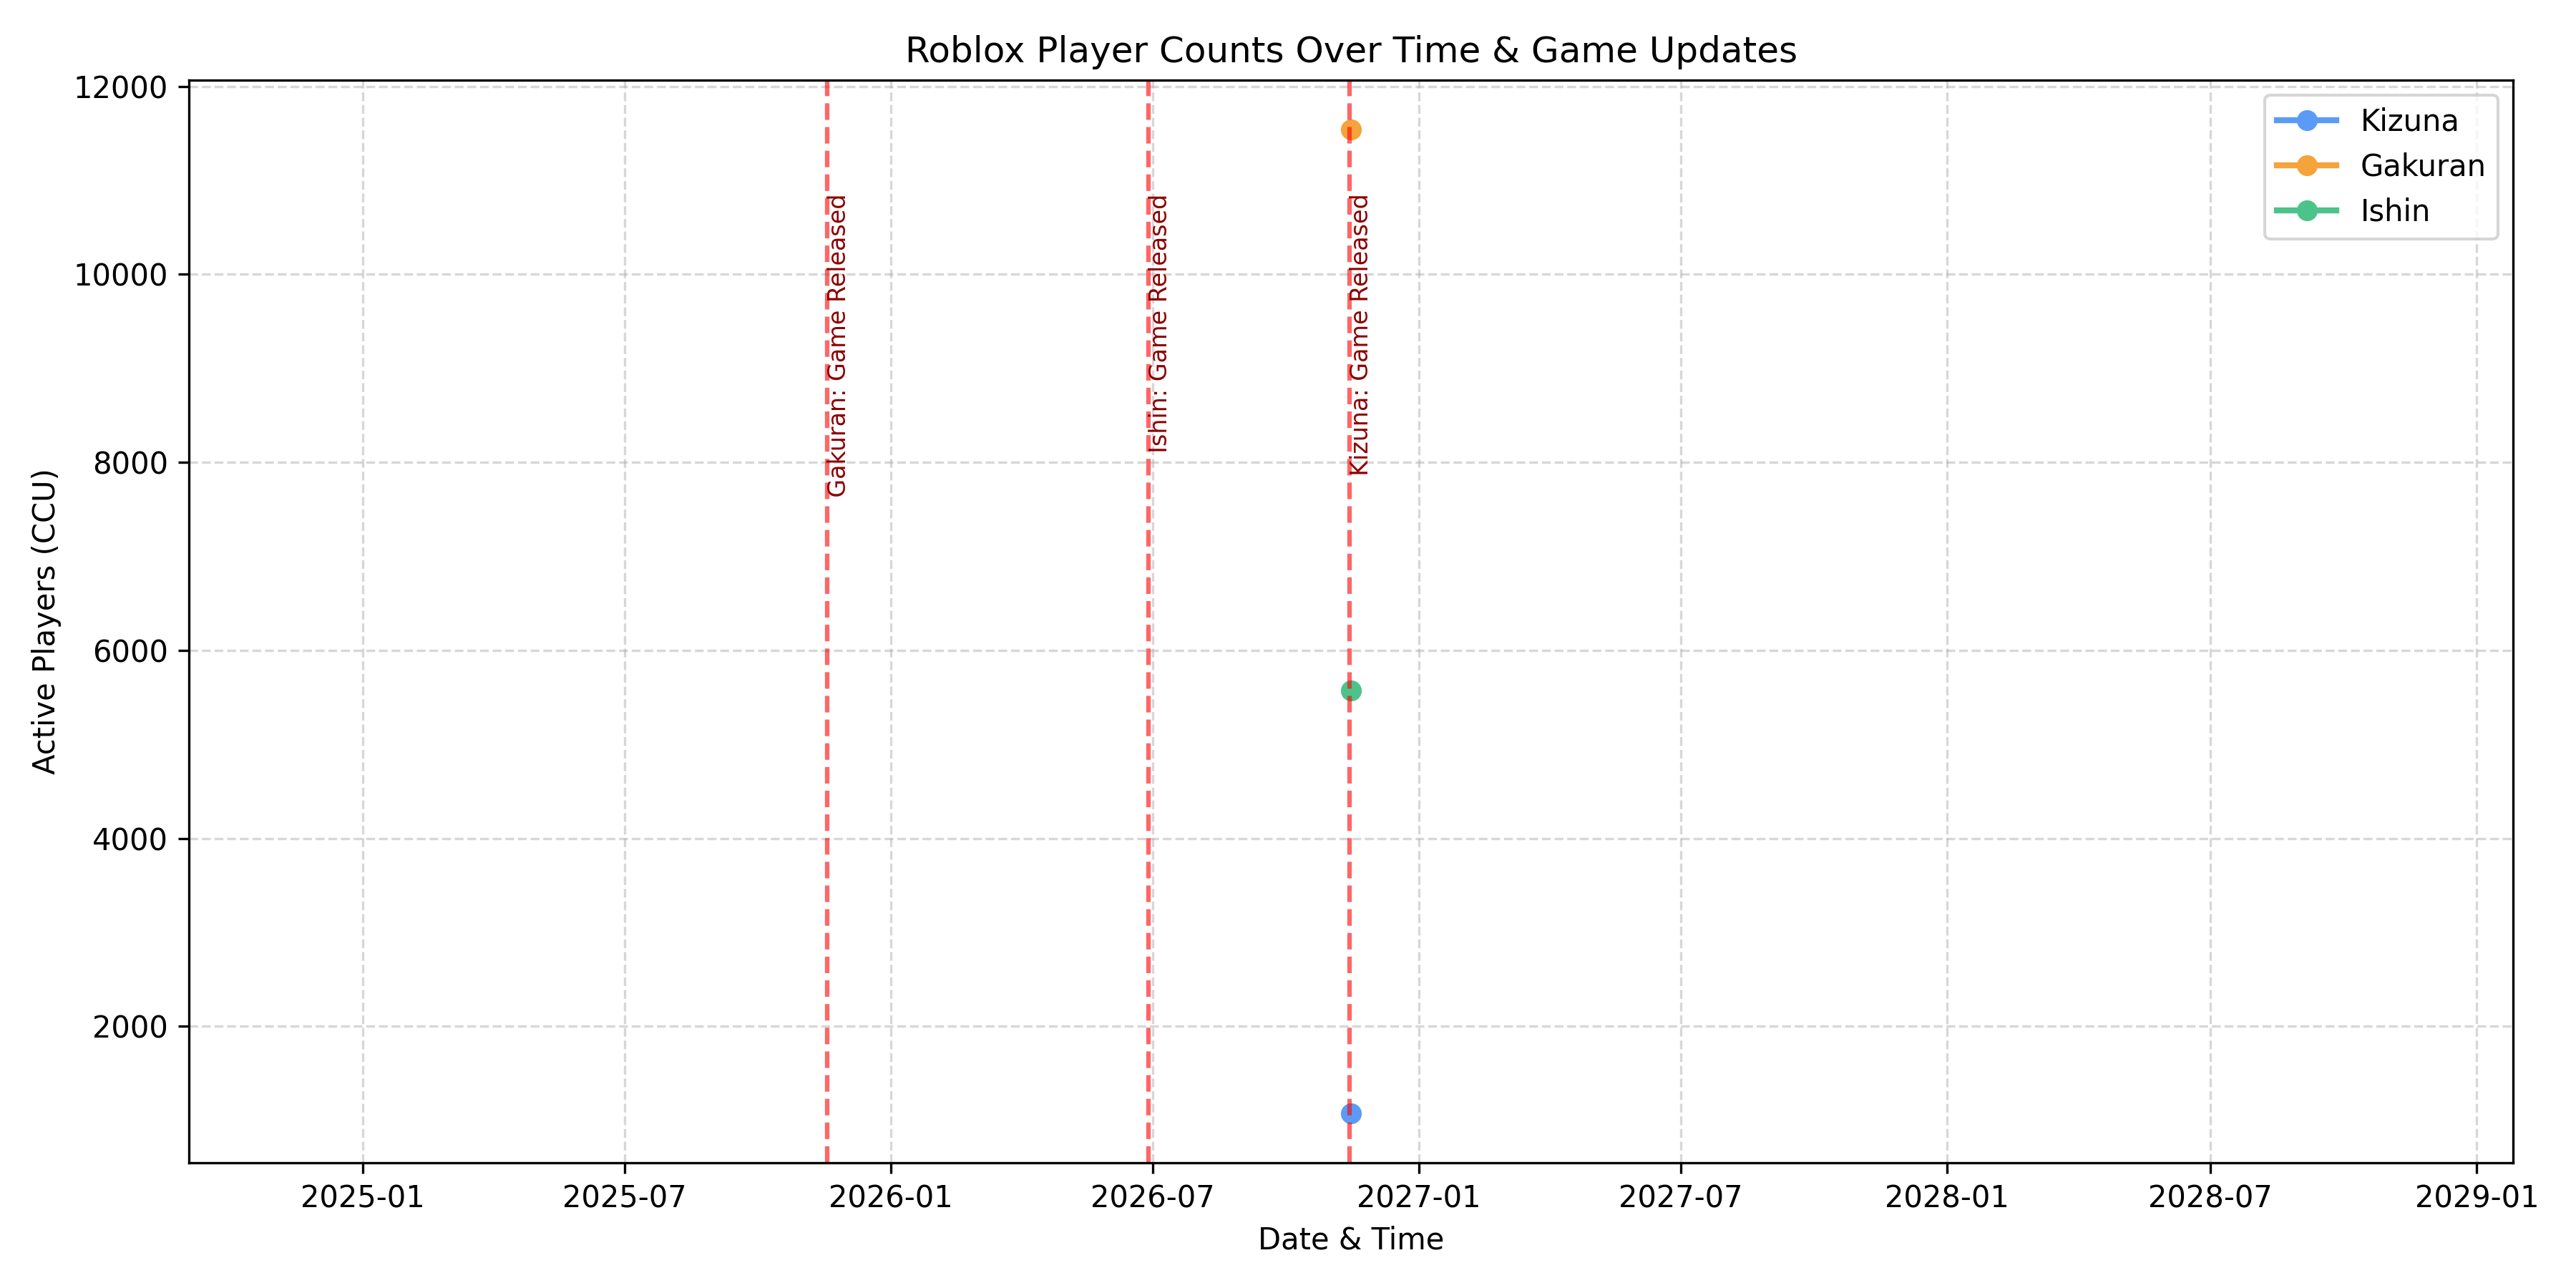 Roblox Player Counts Over Time & Game Updates
12000
10000
8000
6000
4000
2000
Active Players (CCU)
Gakuran: Game Released
Ishin: Game Released
Kizuna: Game Released
Kizuna
Gakuran
Ishin
2025-01
2025-07
2026-01
2026-07
2027-01
2027-07
2028-01
2028-07
2029-01
Date & Time